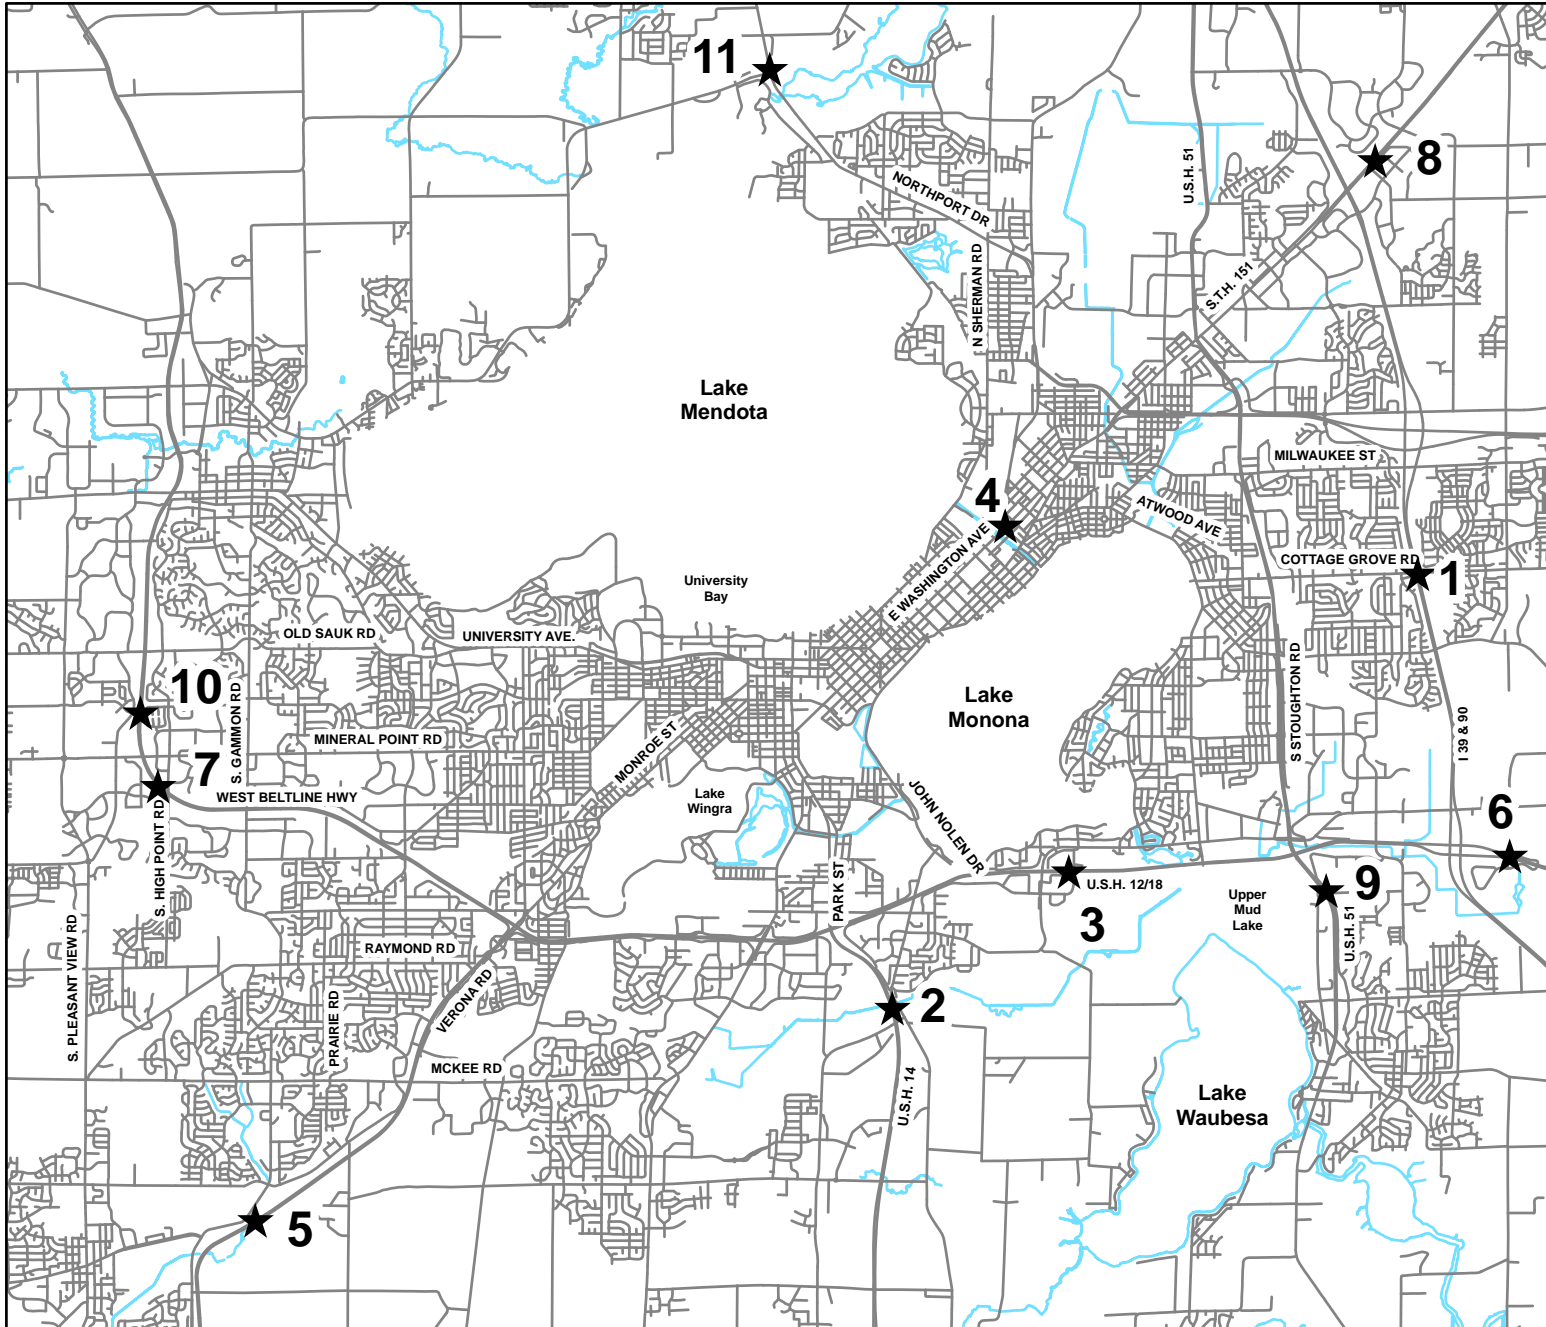 11
8
U.S.H. 51
NORTHPORT DR
N SHERMAN RD
S.T.H. 151
Lake
Mendota
MILWAUKEE ST
4
ATWOOD AVE
E WASHINGTON AVE
COTTAGE GROVE RD
1
University
Bay
OLD SAUK RD
UNIVERSITY AVE.
10
S. GAMMON RD
Lake
Monona
S STOUGHTON RD
I 39 & 90
MINERAL POINT RD
MONROE ST
7
WEST BELTLINE HWY
Lake
Wingra
JOHN NOLEN DR
6
S. HIGH POINT RD
PARK ST
U.S.H. 12/18
3
Upper
Mud
Lake
9
U.S.H. 51
S. PLEASANT VIEW RD
RAYMOND RD
VERONA RD
PRAIRIE RD
2
MCKEE RD
U.S.H. 14
Lake
Waubesa
5